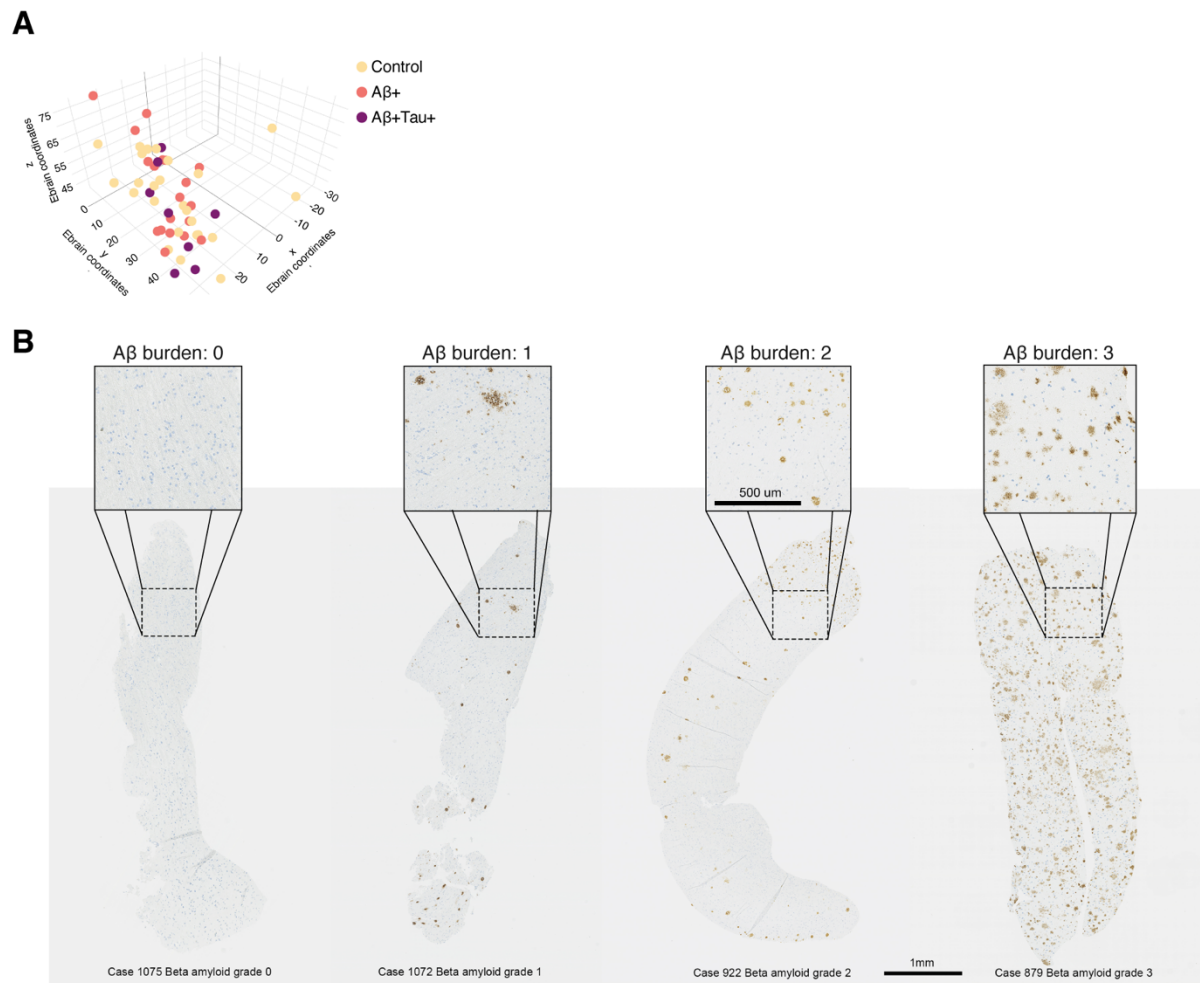 A
Control
Aβ+
Aβ+Tau+
75
65
55
45
Ebrain coordinates
z
0
10
20
30
40
y
Ebrain coordinates
-30
-20
-10
0
10
20
x
Ebrain coordinates
B
Aβ burden: 0
Aβ burden: 1
Aβ burden: 2
Aβ burden: 3
500 um
1mm
Case 1075 Beta amyloid grade 0
Case 1072 Beta amyloid grade 1
Case 922 Beta amyloid grade 2
Case 879 Beta amyloid grade 3